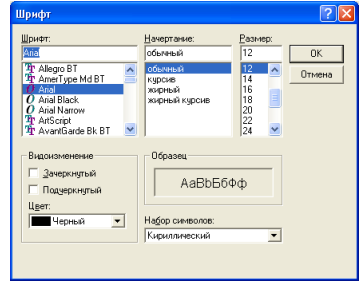 Шрифт
Шрифт:
Начертание:
Размер:
Arial
обычный
12
OK
Отмена
Allegro BT
AmerType Md BT
Arial
Arial Black
Arial Narrow
ArtScript
AvantGarde Bk BT
обычный
курсив
жирный
жирный курсив
12
14
16
18
20
22
24
Видоизменение
Зачеркнутый
Подчеркнутый
Цвет:
Черный
Образец
АаBbБбФф
Набор символов:
Кириллический